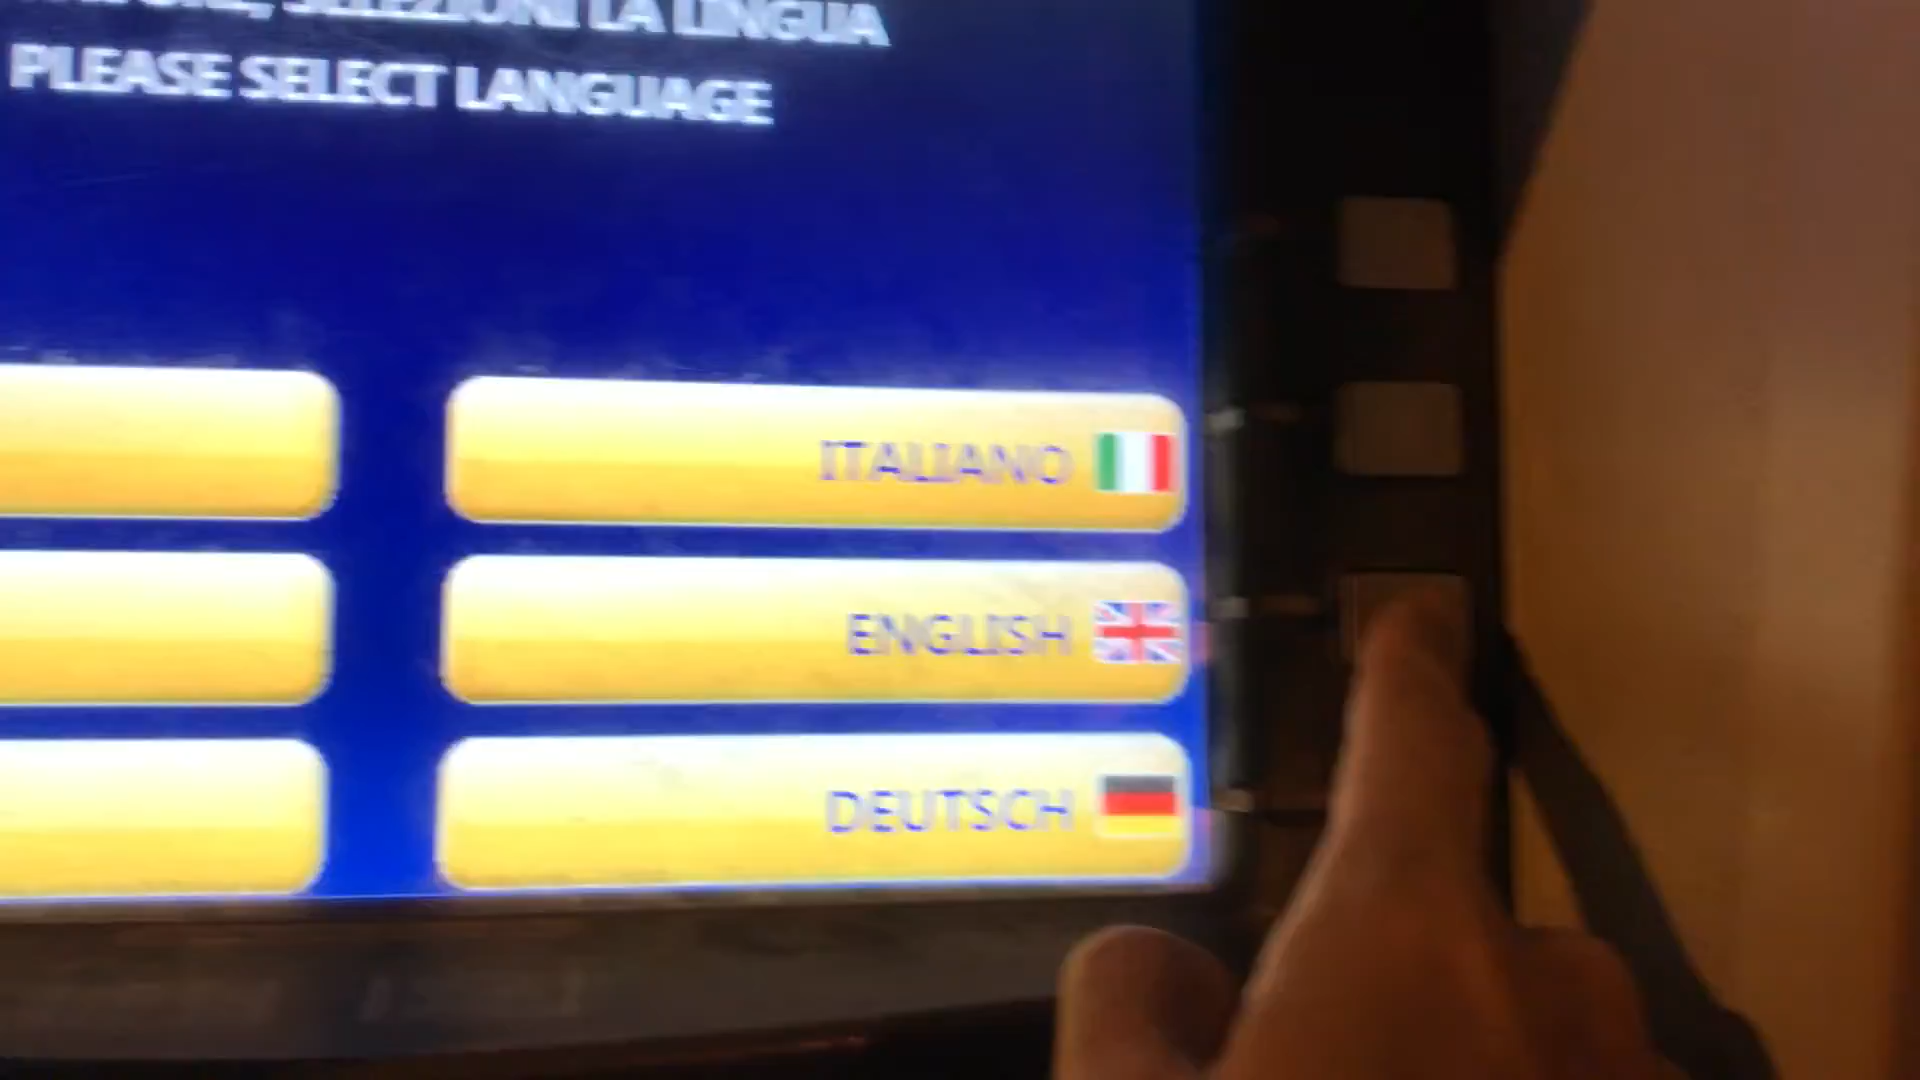 SELEZIONI LA LINGUA
PLEASE SELECT LANGUAGE
ITALIANO
ENGLISH
DEUTSCH